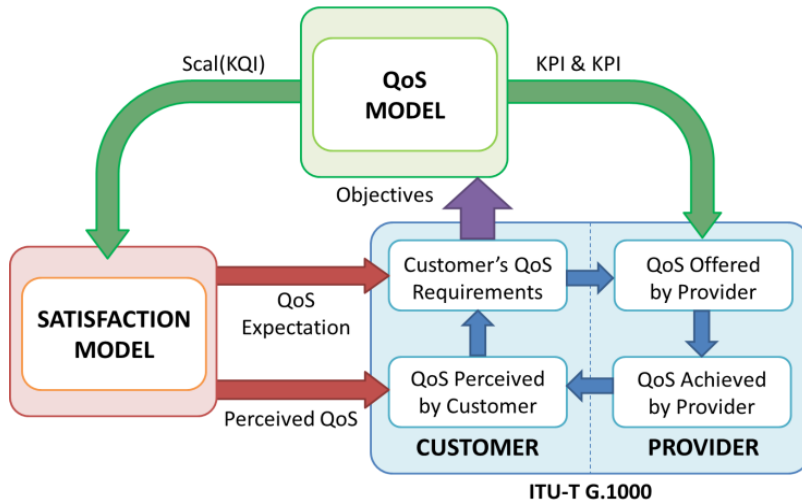 Scal(KQI)
QoS
MODEL
KPI & KPI
Objectives
SATISFACTION
MODEL
QoS
Expectation
Perceived QoS
Customer's QoS
Requirements
QoS Offered
by Provider
QoS Perceived
by Customer
QoS Achieved
by Provider
CUSTOMER
PROVIDER
ITU-T G.1000